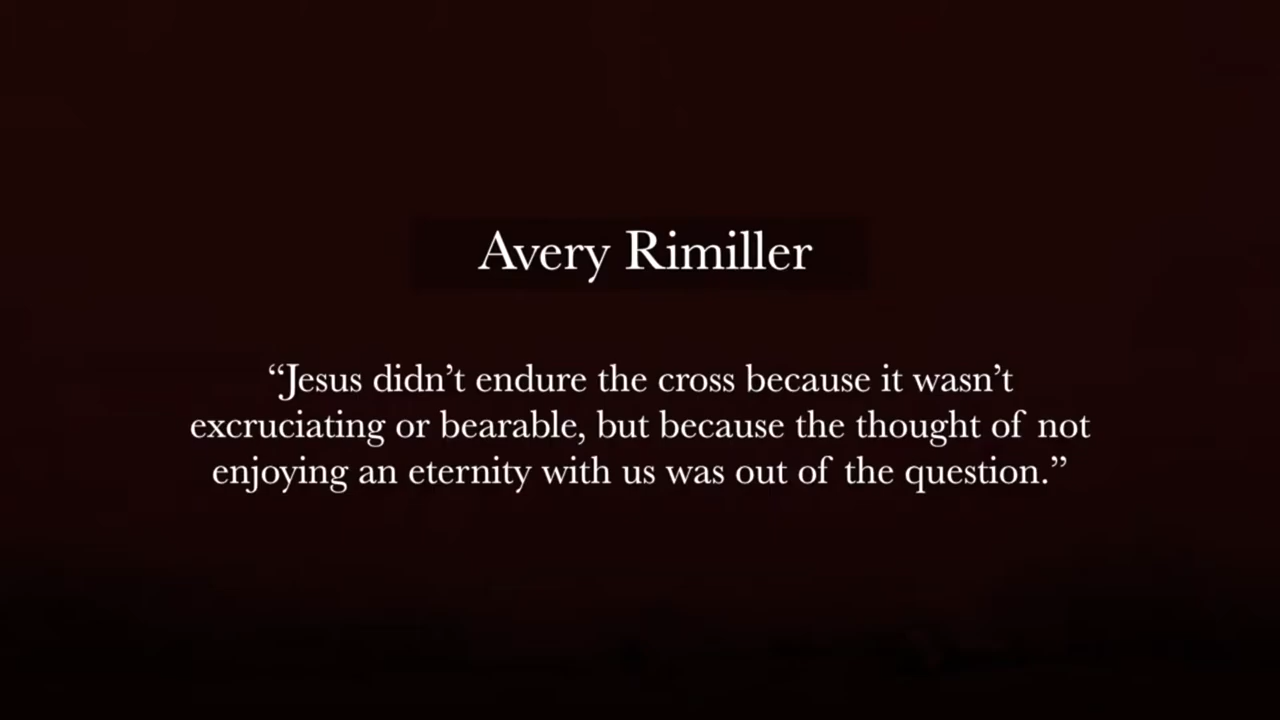 Avery Rimiller
“Jesus didn’t endure the cross because it wasn’t
excruciating or bearable, but because the thought of not
enjoying an eternity with us was out of the question.”